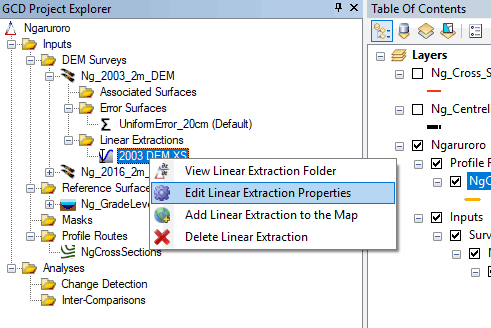 GCD Project Explorer
Ngaruroro
Inputs
DEM Surveys
Ng_2003_2m_DEM
Associated Surfaces
Error Surfaces
UniformError_20cm (Default)
Linear Extractions
2003 DEM XS
Ng_2016_2m_
Reference Surface
Ng_GradeLeve
Masks
Profile Routes
NgCrossSections
Analyses
Change Detection
Inter-Comparisons
View Linear Extraction Folder
Edit Linear Extraction Properties
Add Linear Extraction to the Map
Delete Linear Extraction
Table Of Contents
Layers
Ng_Cross_S
Ng_Centrel
Ngaruroro
Profile F
NgC
Inputs
Surv
N